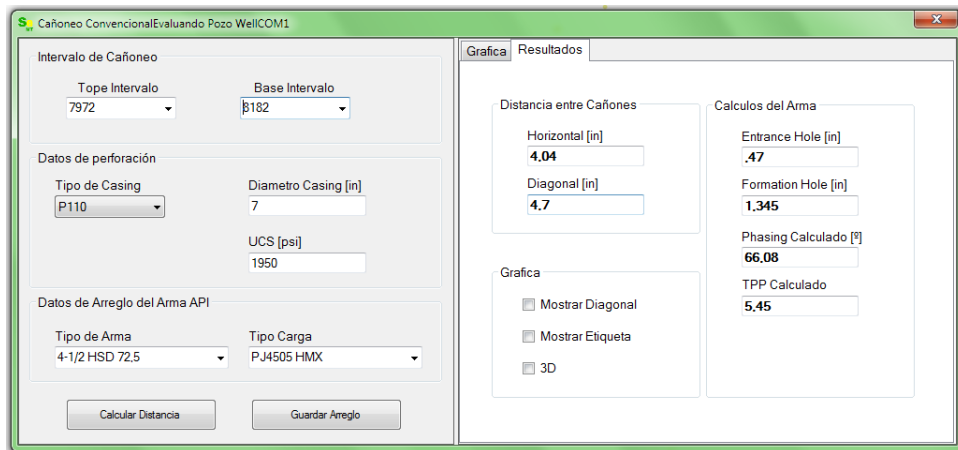 Cañoneo ConvencionalEvaluando Pozo WellCOM1
Intervalo de Cañoneo
Tope Intervalo
Base Intervalo
7972
8182
Datos de perforación
Tipo de Casing
Diametro Casing [in]
P110
7
UCS [psi]
1950
Datos de Arreglo del Arma API
Tipo de Arma
Tipo Carga
4-1/2 HSD 72,5
PJ4505 HMX
Calcular Distancia
Guardar Arreglo
Grafica
Resultados
Distancia entre Cañones
Horizontal [in]
4,04
Diagonal [in]
4,7
Grafica
Mostrar Diagonal
Mostrar Etiqueta
3D
Calculos del Arma
Entrance Hole [in]
,47
Formation Hole [in]
1,345
Phasing Calculado [º]
66,08
TPP Calculado
5,45